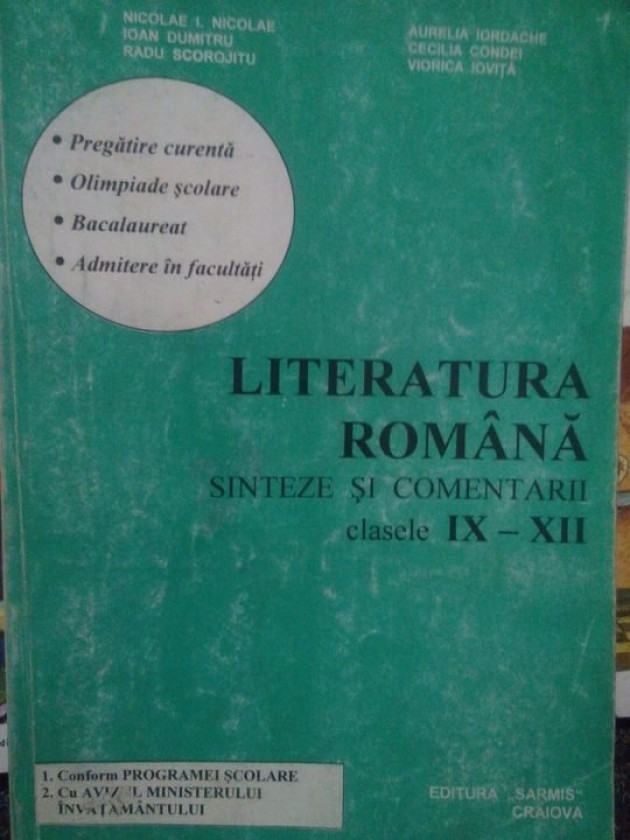 NICOLAE I. NICOLAE
IOAN DUMITRU
RADU SCOROJITU
AURELIA IORDACHE
CECILIA CONDEI
VIORICA IOVIȚĂ
• Pregătire curentă
• Olimpiade școlare
• Bacalaureat
• Admitere în facultăți
LITERATURA
ROMÂNĂ
SINTEZE ȘI COMENTARII
clasele IX – XII
1. Conform PROGRAMEI ȘCOLARE
2. Cu AVIZUL MINISTERULUI
ÎNVĂȚĂMÂNTULUI
EDITURA „SARMIS"
CRAIOVA